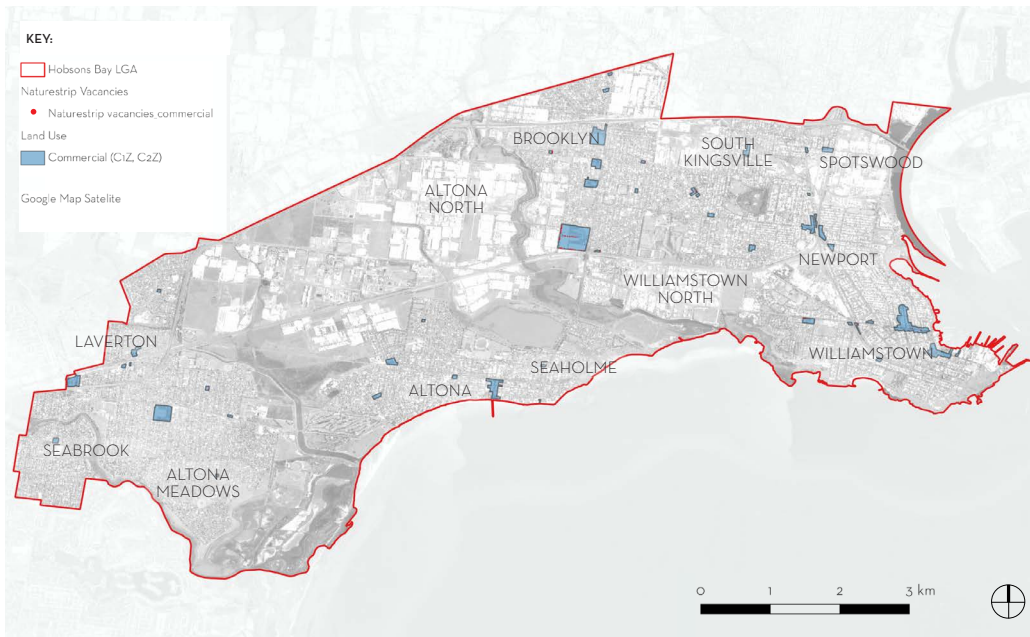 KEY:
Hobsons Bay LGA
Naturestrip Vacancies
Naturestrip vacancies_commercial
Land Use
Commercial (C1Z, C2Z)
Google Map Satelite
BROOKLYN
SOUTH
KINGSVILLE
SPOTSWOOD
ALTONA
NORTH
NEWPORT
WILLIAMSTOWN
NORTH
LAVERTON
WILLIAMSTOWN
SEAHOLME
ALTONA
SEABROOK
ALTONA
MEADOWS
0 1 2 3 km